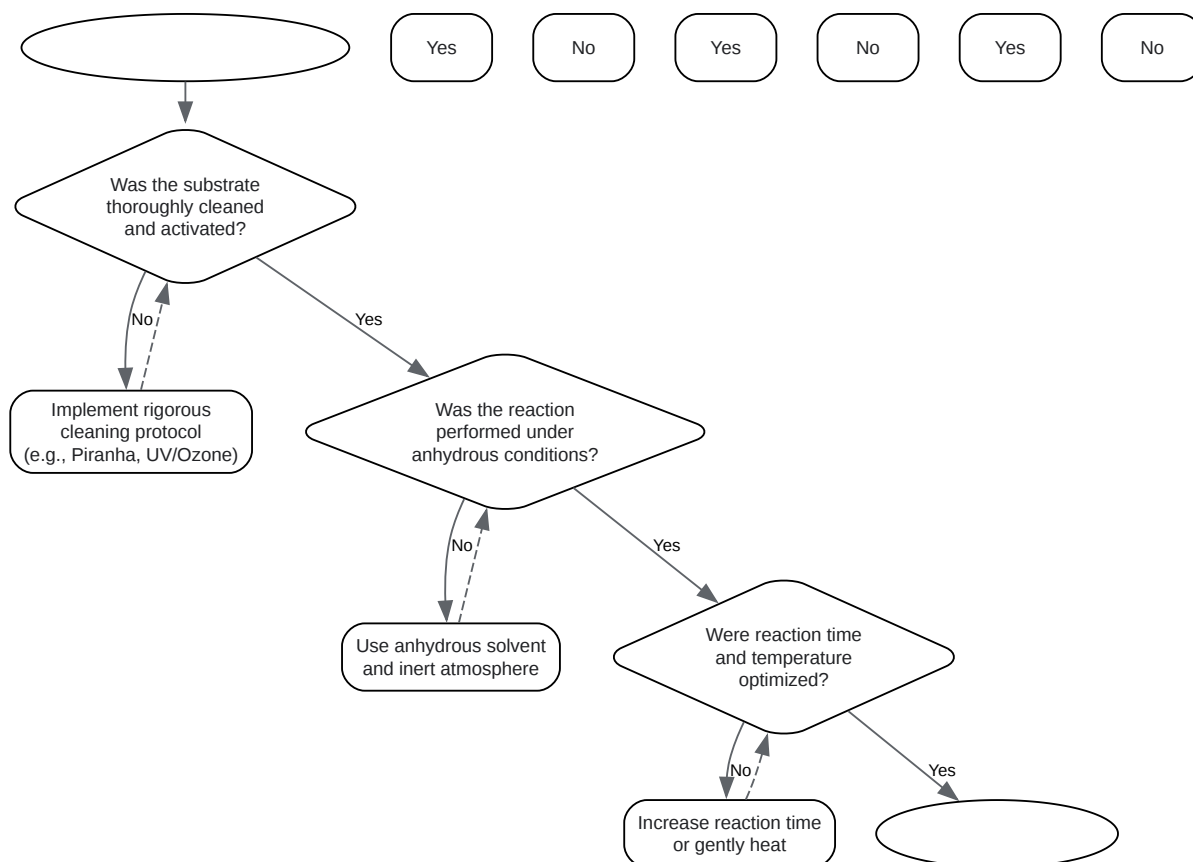 Yes
No
Yes
No
Yes
No
Was the substrate
thoroughly cleaned
and activated?
No
Yes
Implement rigorous
cleaning protocol
(e.g., Piranha, UV/Ozone)
Was the reaction
performed under
anhydrous conditions?
No
Yes
Use anhydrous solvent
and inert atmosphere
Were reaction time
and temperature
optimized?
No
Yes
Increase reaction time
or gently heat